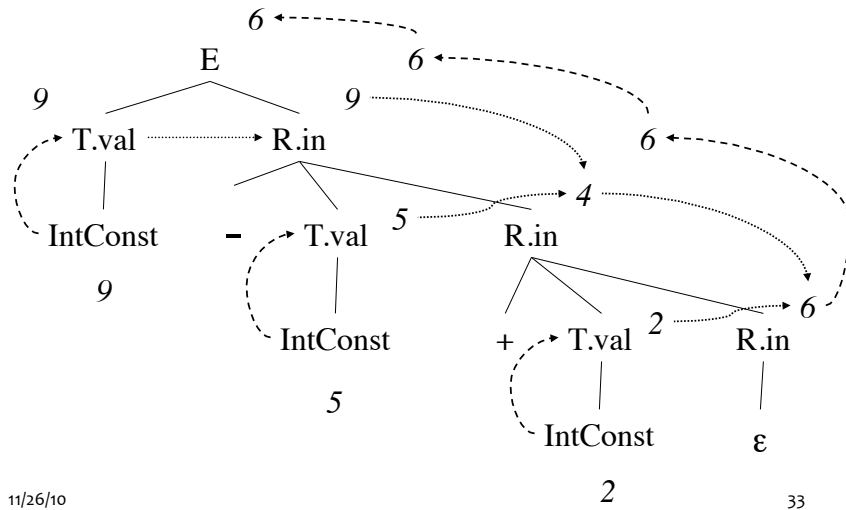 6
E 6
9 9
T.val R.in 6
4
IntConst - T.val 5 R.in
9 6
IntConst + T.val 2 R.in
5
IntConst ε
11/26/10 2 33